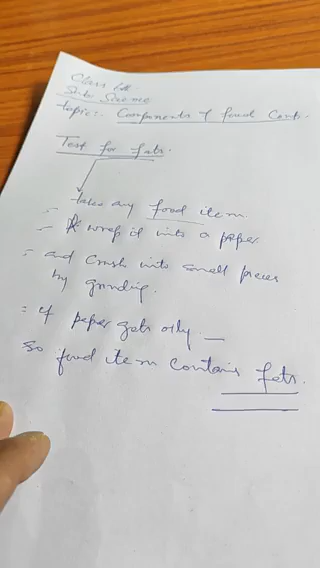 Class 6th
Sub: Science
topic:- Components of food Cont.
Test for fats.
- take any food item.
- wrap it into a paper
= and Crush into small pieces
by grinding.
= if paper gets oily —
So food item contains fats.